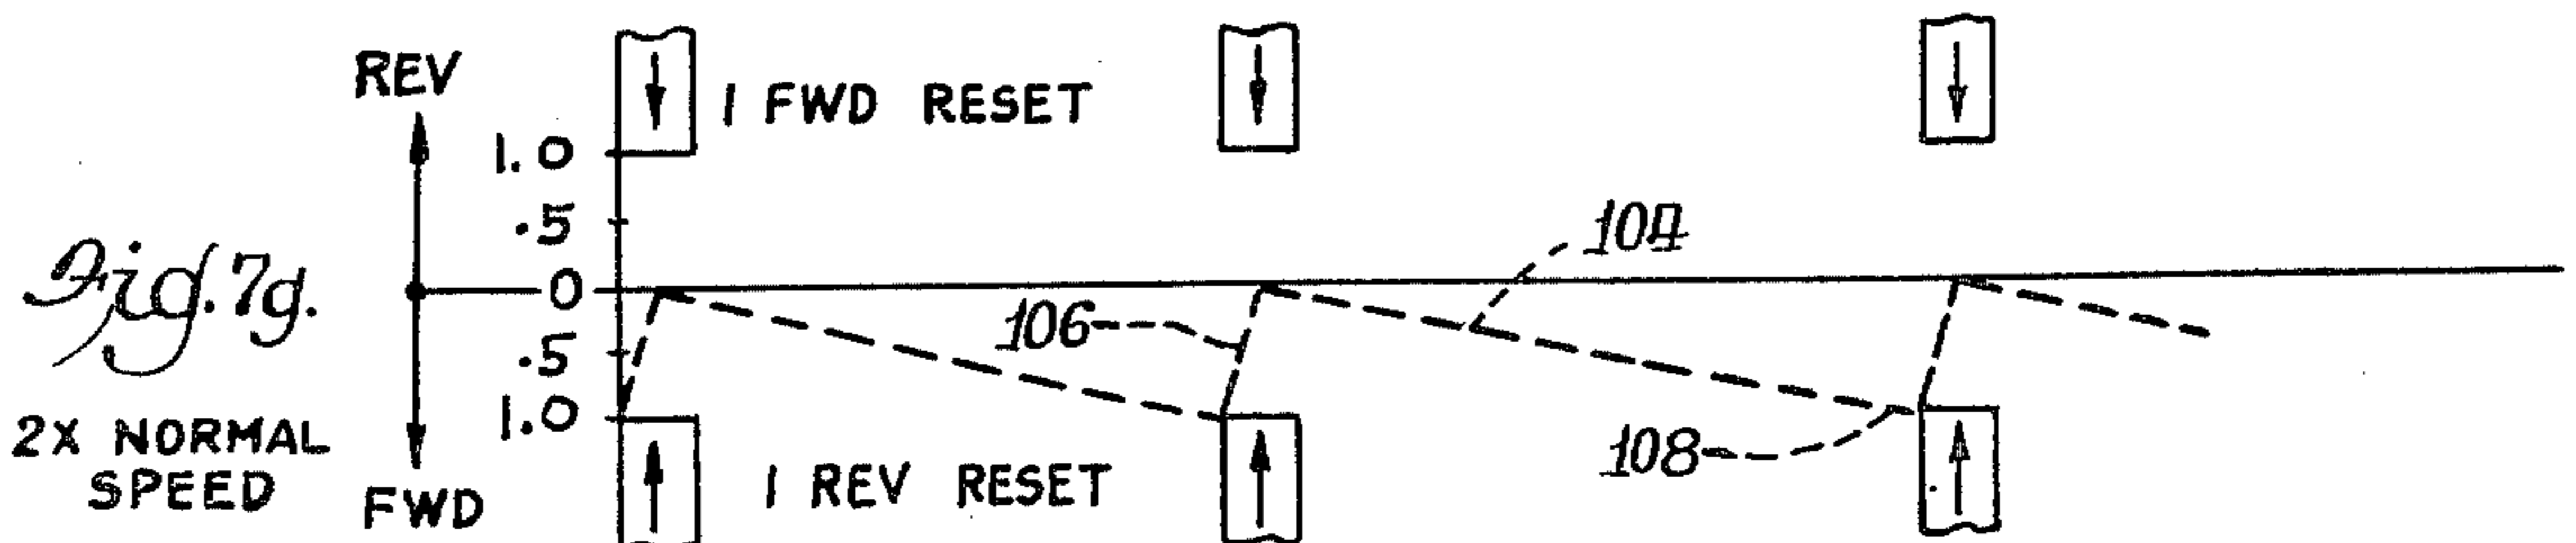 REV
1 FWD RESET
1.0
.5
104
Fig. 7g.
0
106
.5
2X NORMAL
SPEED
1.0
108
FWD
1 REV RESET